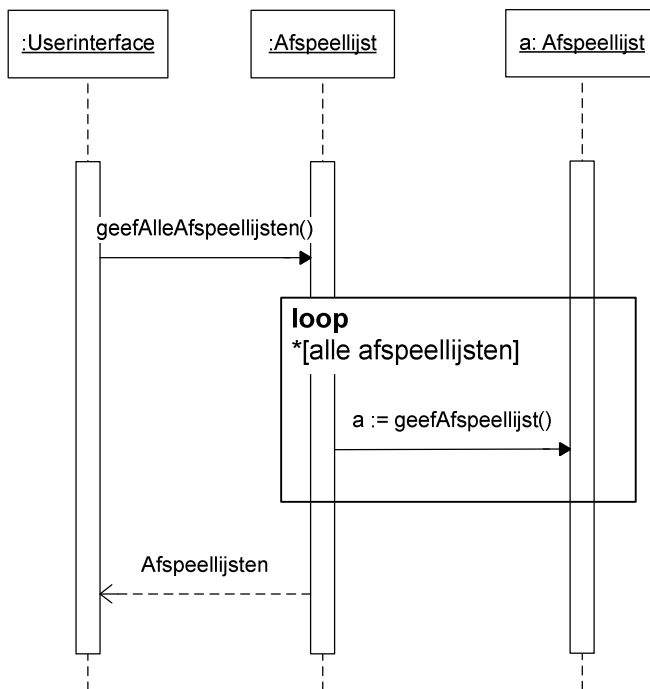 :Userinterface
:Afspeellijst
a: Afspeellijst
geefAlleAfspeellijsten()
loop
*[alle afspeellijsten]
a := geefAfspeellijst()
Afspeellijsten